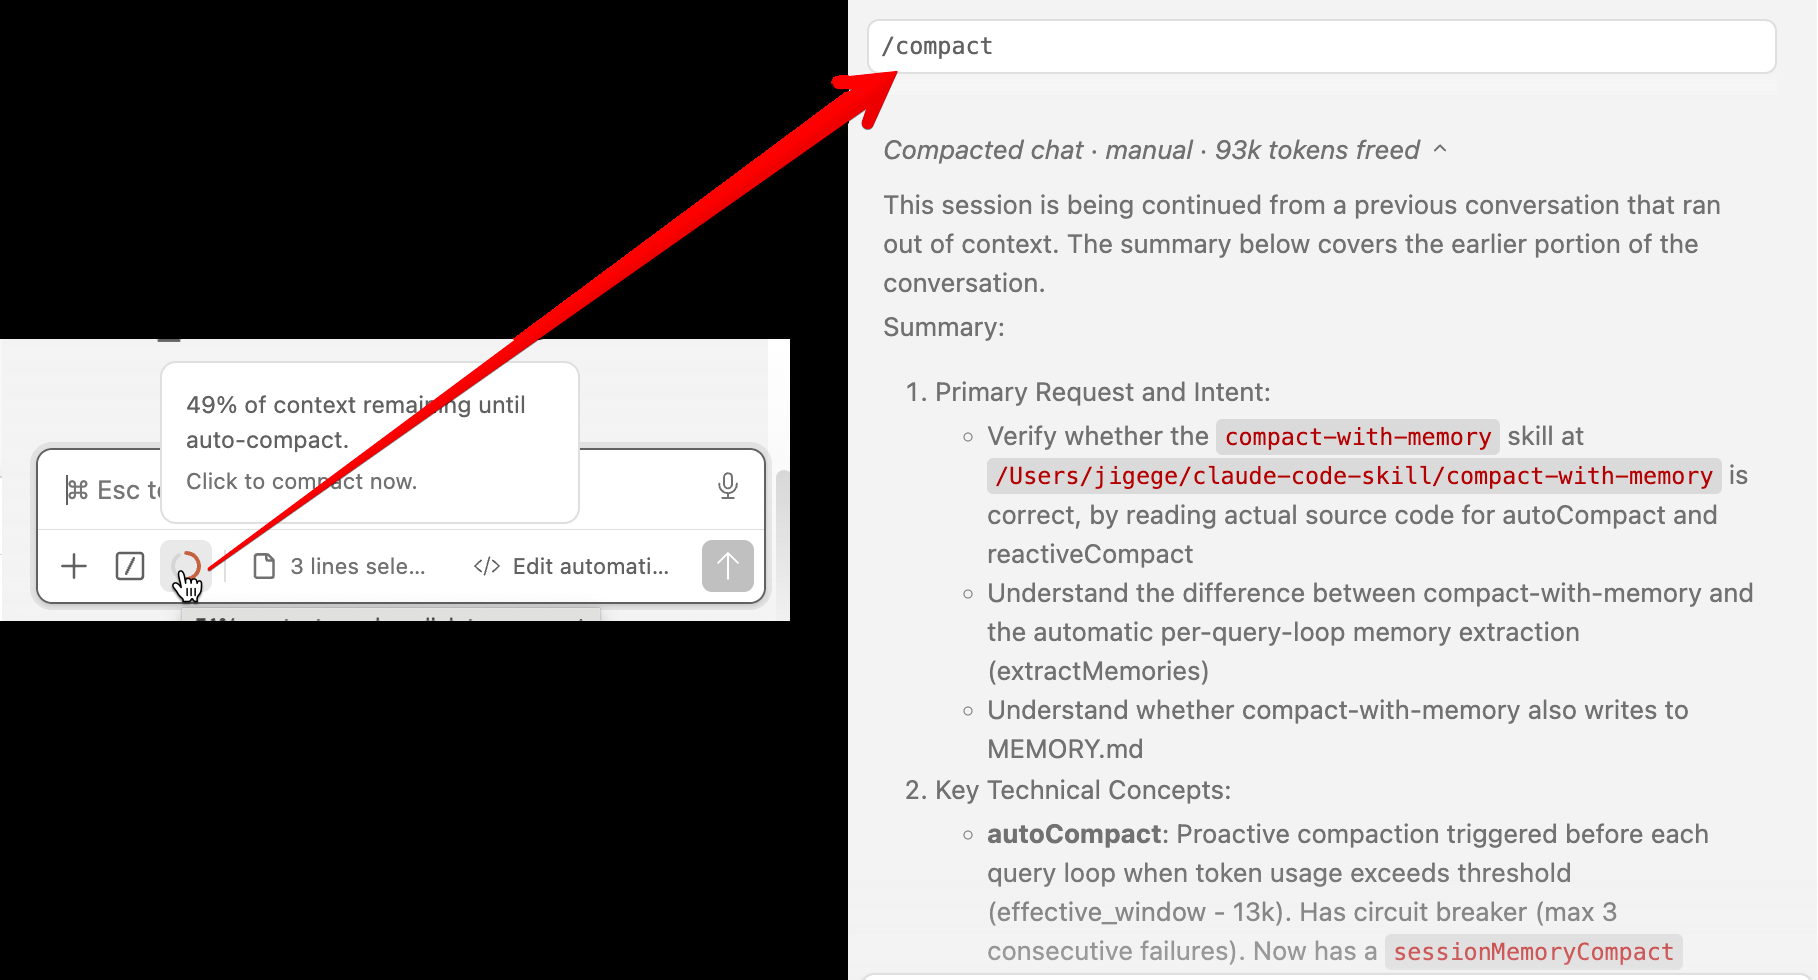 49% of context remaining until
auto-compact.
Click to compact now.
⌘ Esc to
3 lines sele...
</> Edit automati...
/compact
Compacted chat · manual · 93k tokens freed
This session is being continued from a previous conversation that ran
out of context. The summary below covers the earlier portion of the
conversation.
Summary:
1. Primary Request and Intent:
◦ Verify whether the compact-with-memory skill at
/Users/jigege/claude-code-skill/compact-with-memory is
correct, by reading actual source code for autoCompact and
reactiveCompact
◦ Understand the difference between compact-with-memory and
the automatic per-query-loop memory extraction
(extractMemories)
◦ Understand whether compact-with-memory also writes to
MEMORY.md
2. Key Technical Concepts:
◦ autoCompact: Proactive compaction triggered before each
query loop when token usage exceeds threshold
(effective_window - 13k). Has circuit breaker (max 3
consecutive failures). Now has a sessionMemoryCompact